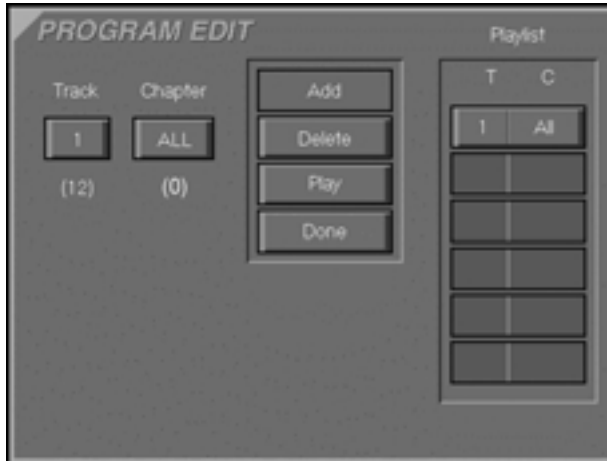 PROGRAM EDIT
Track Chapter
1 ALL
(12) (0)
Add
Delete
Play
Done
Playlist
T C
1 All